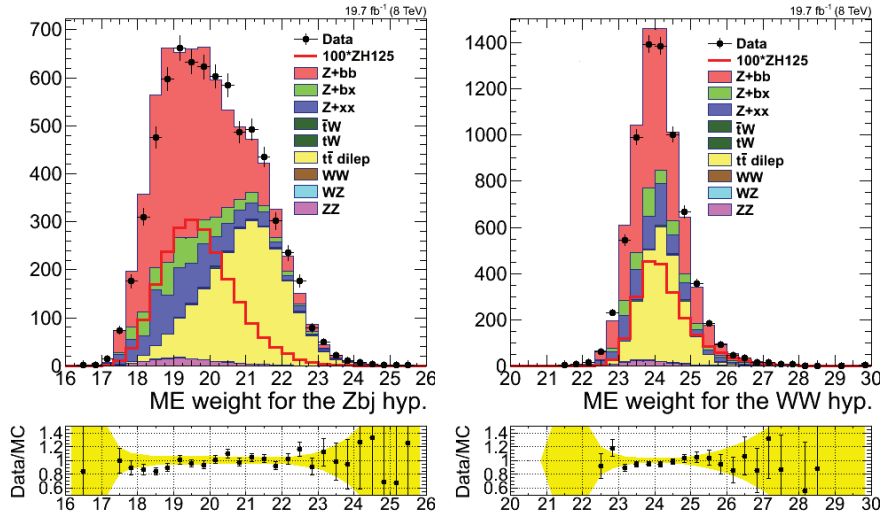 19.7 fb⁻¹ (8 TeV)
700
600
500
400
300
200
100
0
Data
100*ZH125
Z+bb
Z+bx
Z+xx
t̄W
tW
tt̄ dilep
WW
WZ
ZZ
16 17 18 19 20 21 22 23 24 25 26
ME weight for the Zbj hyp.
Data/MC
1.4
1.2
1
0.8
0.6
16 17 18 19 20 21 22 23 24 25 26
19.7 fb⁻¹ (8 TeV)
1400
1200
1000
800
600
400
200
0
Data
100*ZH125
Z+bb
Z+bx
Z+xx
t̄W
tW
tt̄ dilep
WW
WZ
ZZ
20 21 22 23 24 25 26 27 28 29 30
ME weight for the WW hyp.
Data/MC
1.4
1.2
1
0.8
0.6
20 21 22 23 24 25 26 27 28 29 30